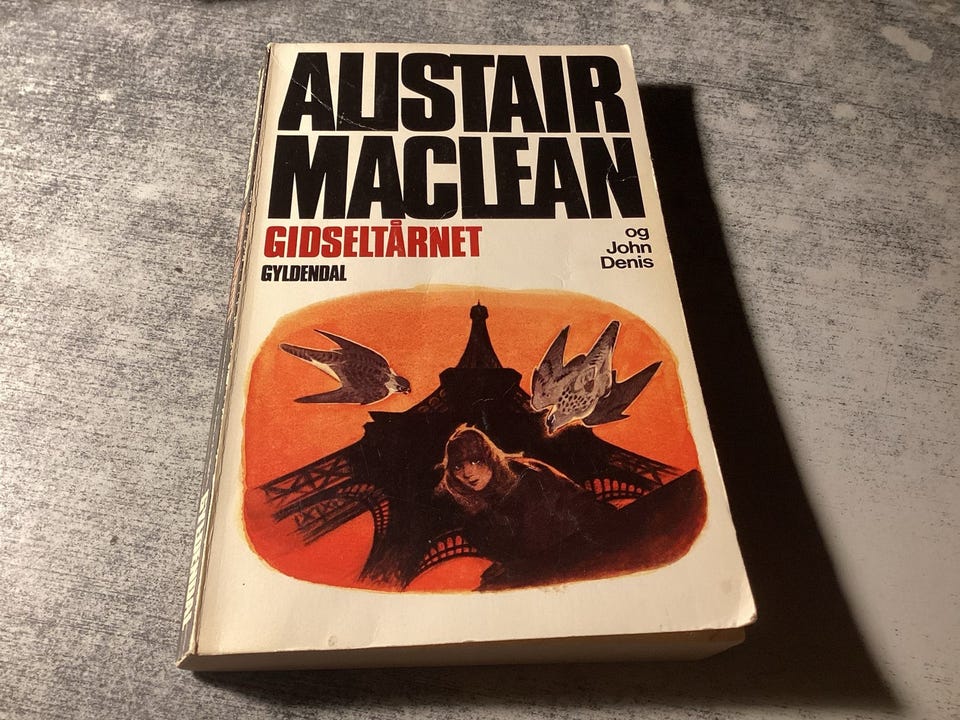 ALISTAIR
MACLEAN
GIDSELTÅRNET
og
John
Denis
GYLDENDAL